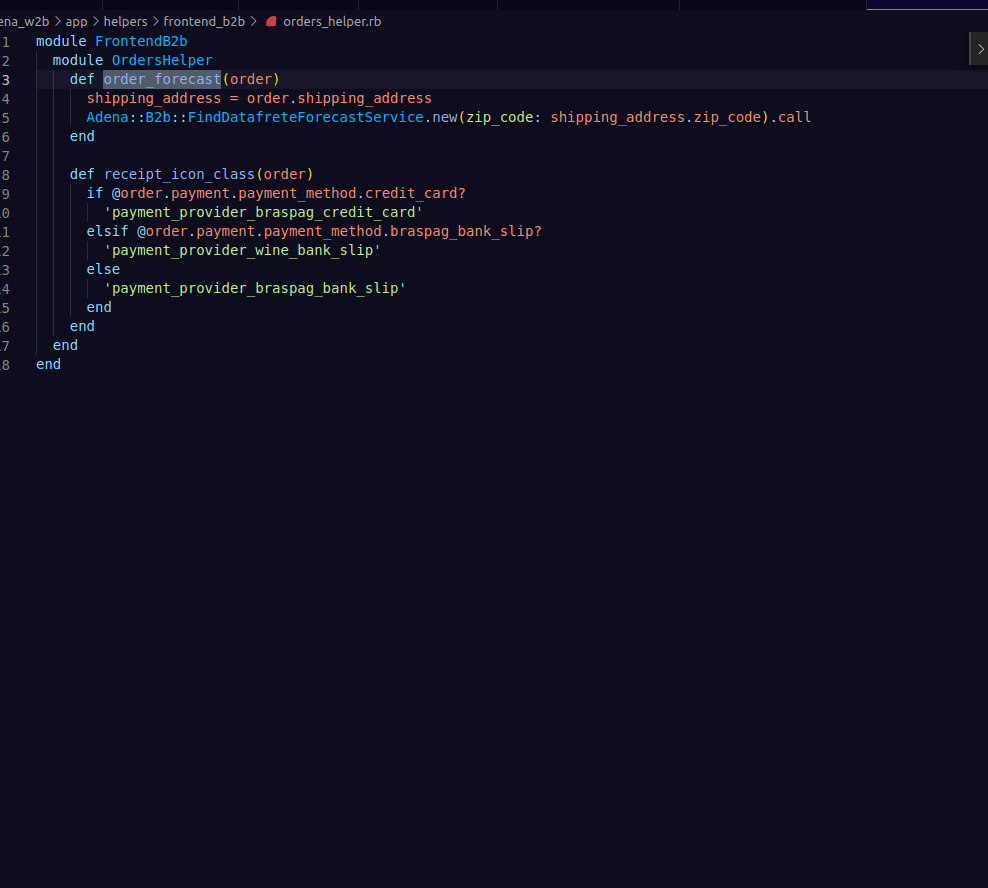 ena_w2b > app > helpers > frontend_b2b > orders_helper.rb
1 module FrontendB2b
2 module OrdersHelper
3 def order_forecast(order)
4 shipping_address = order.shipping_address
5 Adena::B2b::FindDatafreteForecastService.new(zip_code: shipping_address.zip_code).call
6 end
7
8 def receipt_icon_class(order)
9 if @order.payment.payment_method.credit_card?
.0 'payment_provider_braspag_credit_card'
.1 elsif @order.payment.payment_method.braspag_bank_slip?
.2 'payment_provider_wine_bank_slip'
.3 else
.4 'payment_provider_braspag_bank_slip'
.5 end
.6 end
.7 end
.8 end